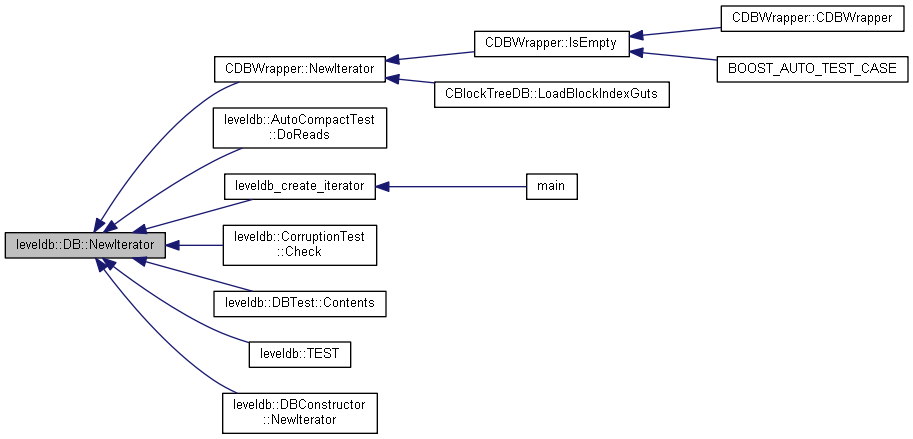 CDBWrapper::CDBWrapper
CDBWrapper::IsEmpty
CDBWrapper::NewIterator
BOOST_AUTO_TEST_CASE
CBlockTreeDB::LoadBlockIndexGuts
leveldb::AutoCompactTest
::DoReads
leveldb_create_iterator
main
leveldb::DB::NewIterator
leveldb::CorruptionTest
::Check
leveldb::DBTest::Contents
leveldb::TEST
leveldb::DBConstructor
::NewIterator